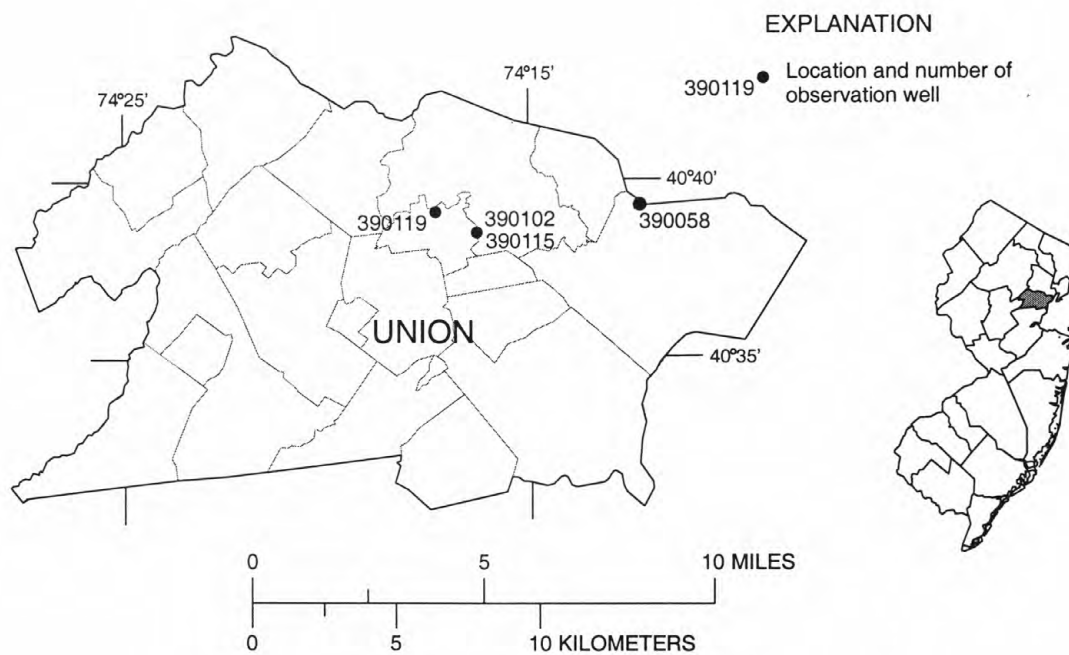 EXPLANATION
390119 Location and number of
observation well
74°25'
74°15'
40°40'
390119
390102
390115
390058
UNION
40°35'
0 5 10 MILES
0 5 10 KILOMETERS